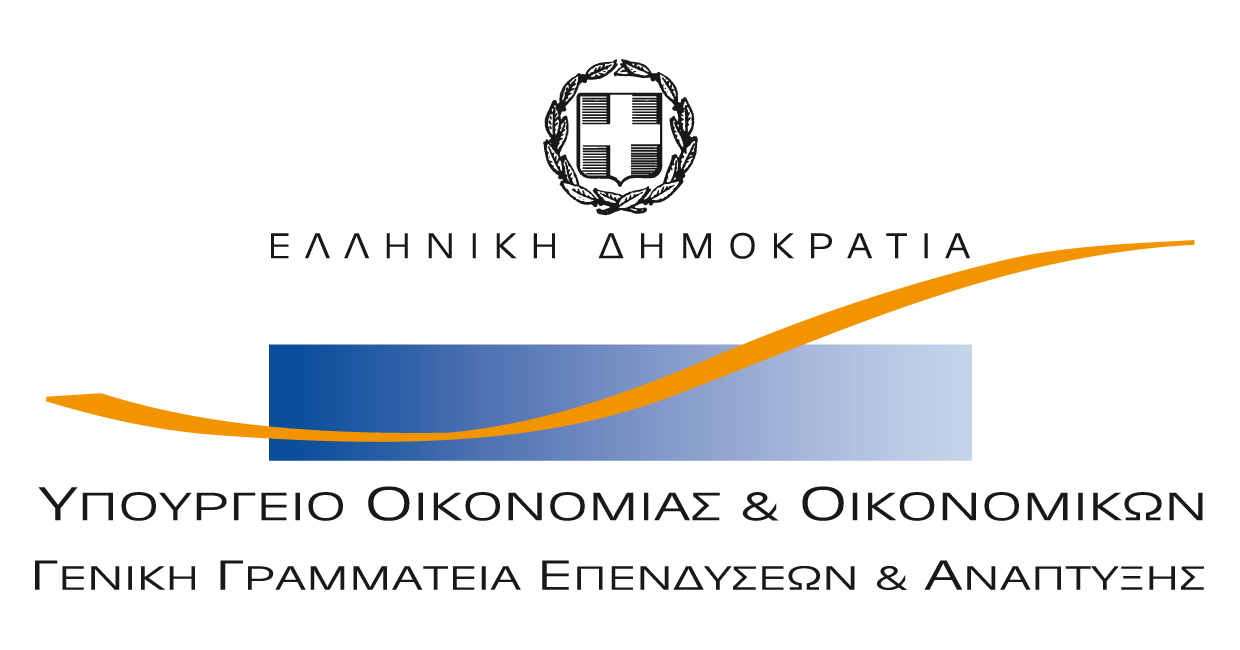 ΕΛΛΗΝΙΚΗ ΔΗΜΟΚΡΑΤΙΑ
ΥΠΟΥΡΓΕΙΟ ΟΙΚΟΝΟΜΙΑΣ & ΟΙΚΟΝΟΜΙΚΩΝ
ΓΕΝΙΚΗ ΓΡΑΜΜΑΤΕΙΑ ΕΠΕΝΔΥΣΕΩΝ & ΑΝΑΠΤΥΞΗΣ